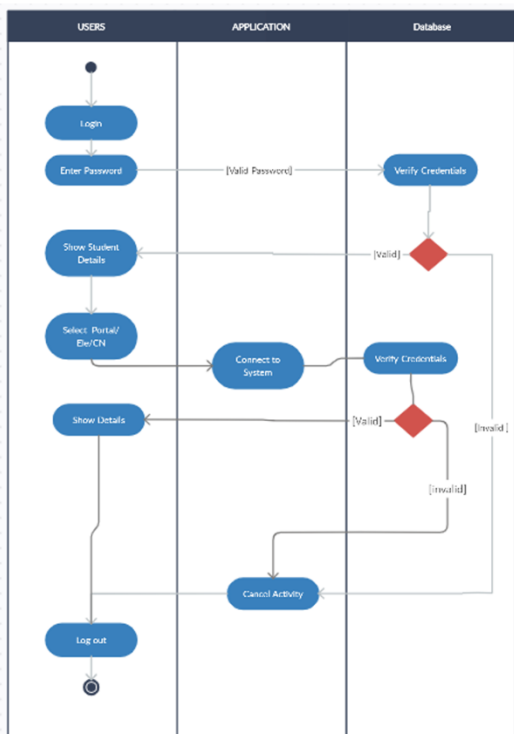 USERS
APPLICATION
Database
Login
Enter Password
[Valid Password]
Verify Credentials
Show Student
Details
[Valid]
Select Portal/
Ele/CN
Connect to
System
Verify Credentials
Show Details
[Valid]
[Invalid]
[invalid]
Cancel Activity
Log out